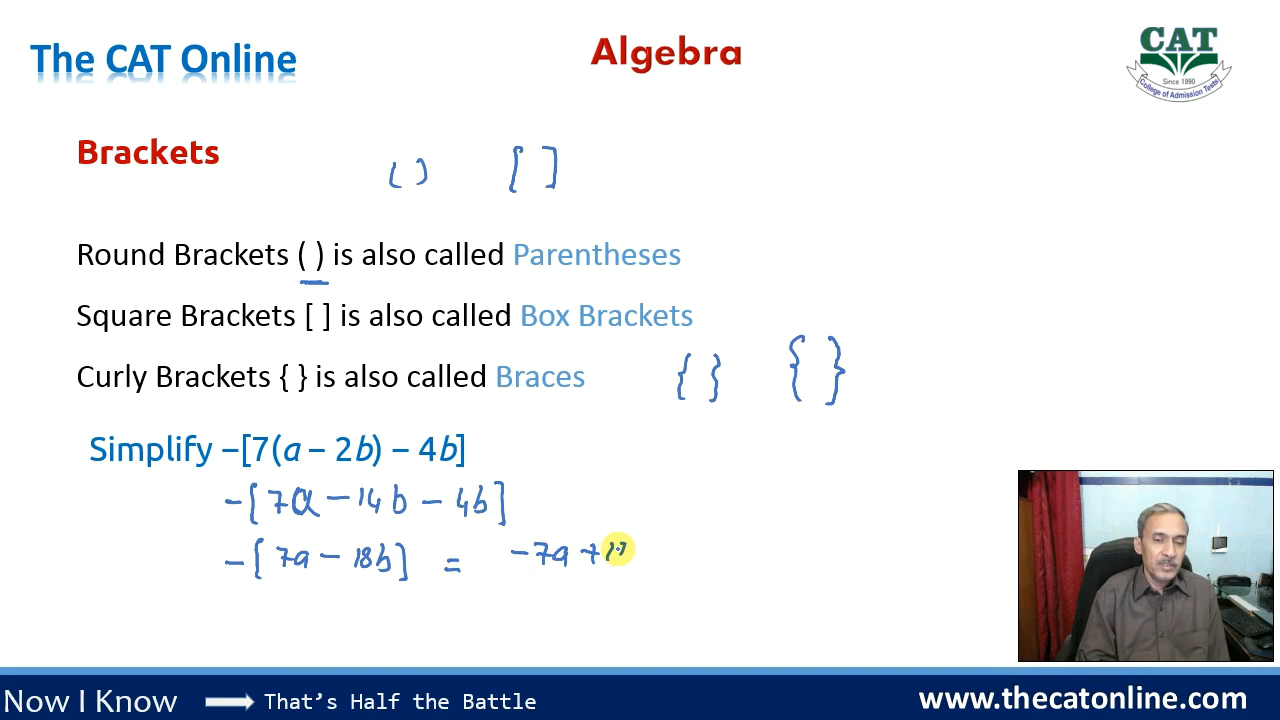 The CAT Online
Algebra
CAT
Since 1990
College of Admission Tests
Brackets
( ) [ ]
Round Brackets ( ) is also called Parentheses
Square Brackets [ ] is also called Box Brackets
Curly Brackets { } is also called Braces
{ } { }
Simplify –[7(a – 2b) – 4b]
–[7a – 14b – 4b]
–[7a – 18b] = –7a +
Now I Know
That's Half the Battle
www.thecatonline.com